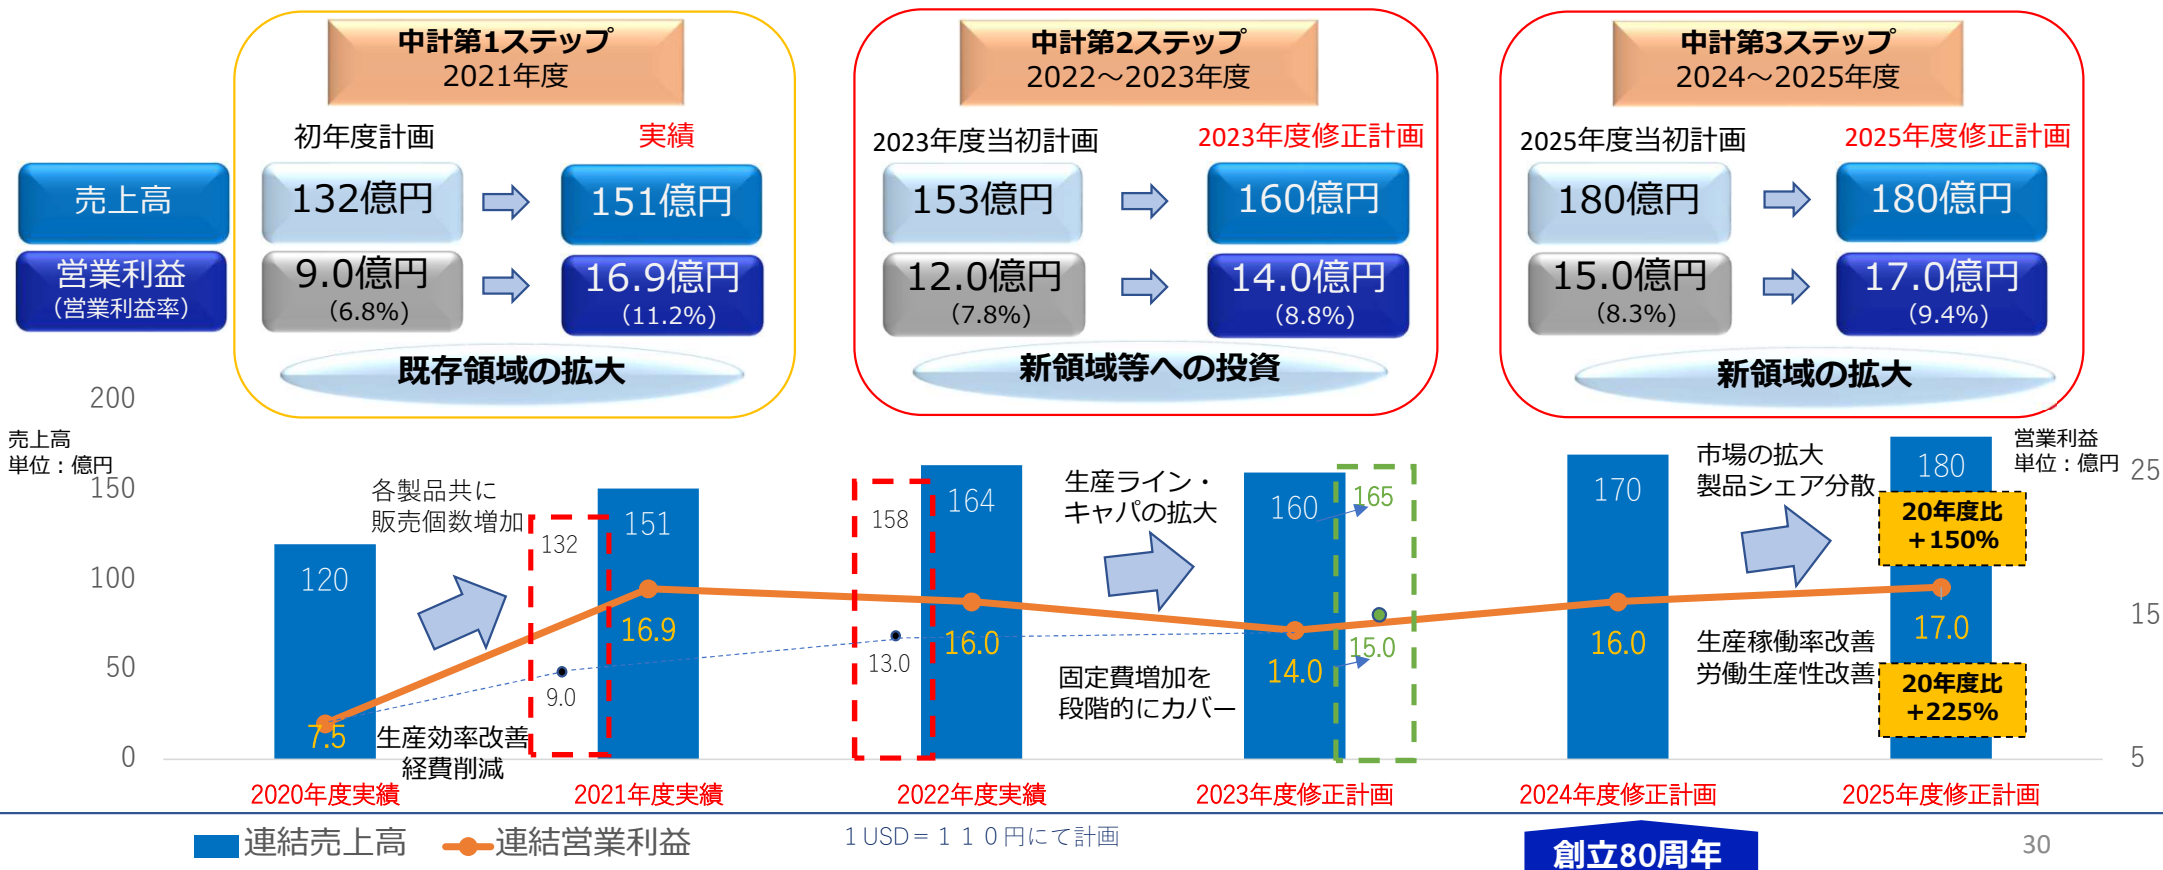 中計第1ステップ
2021年度
初年度計画
実績
売上高
132億円
151億円
営業利益
（営業利益率）
9.0億円
（6.8%）
16.9億円
（11.2%）
既存領域の拡大
中計第2ステップ
2022～2023年度
2023年度当初計画
2023年度修正計画
153億円
160億円
12.0億円
（7.8%）
14.0億円
（8.8%）
新領域等への投資
中計第3ステップ
2024～2025年度
2025年度当初計画
2025年度修正計画
180億円
180億円
15.0億円
（8.3%）
17.0億円
（9.4%）
新領域の拡大
売上高
単位：億円
200
150
100
50
0
営業利益
単位：億円
25
15
5
120
7.5
各製品共に
販売個数増加
生産効率改善
経費削減
132
9.0
151
16.9
158
13.0
164
16.0
生産ライン・
キャパの拡大
固定費増加を
段階的にカバー
160
14.0
165
15.0
170
16.0
市場の拡大
製品シェア分散
生産稼働率改善
労働生産性改善
180
20年度比
＋150%
17.0
20年度比
+225%
2020年度実績
2021年度実績
2022年度実績
2023年度修正計画
2024年度修正計画
2025年度修正計画
連結売上高
連結営業利益
1USD＝１１０円にて計画
創立80周年
30